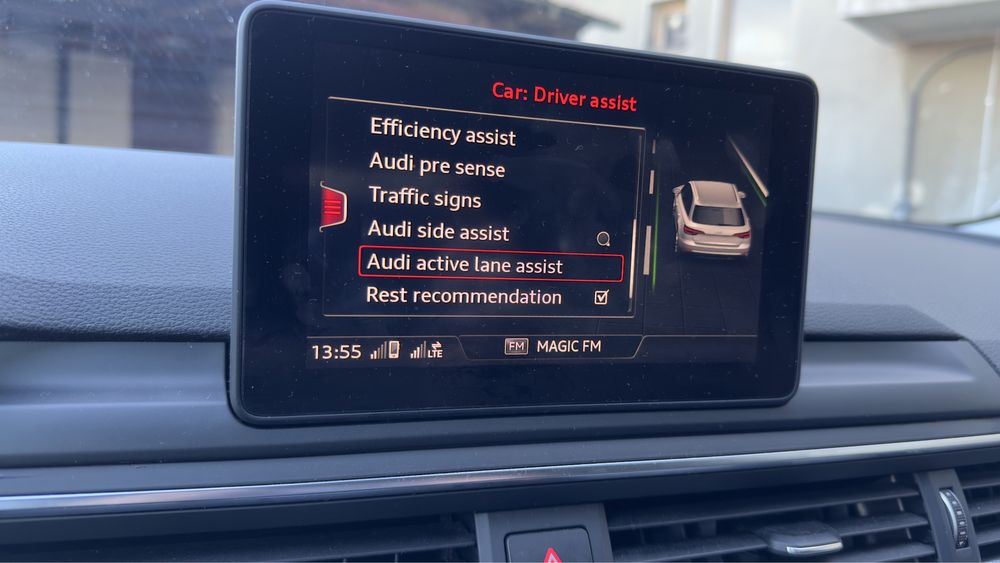 Car: Driver assist
Efficiency assist
Audi pre sense
Traffic signs
Audi side assist
Audi active lane assist
Rest recommendation
13:55 LTE FM MAGIC FM